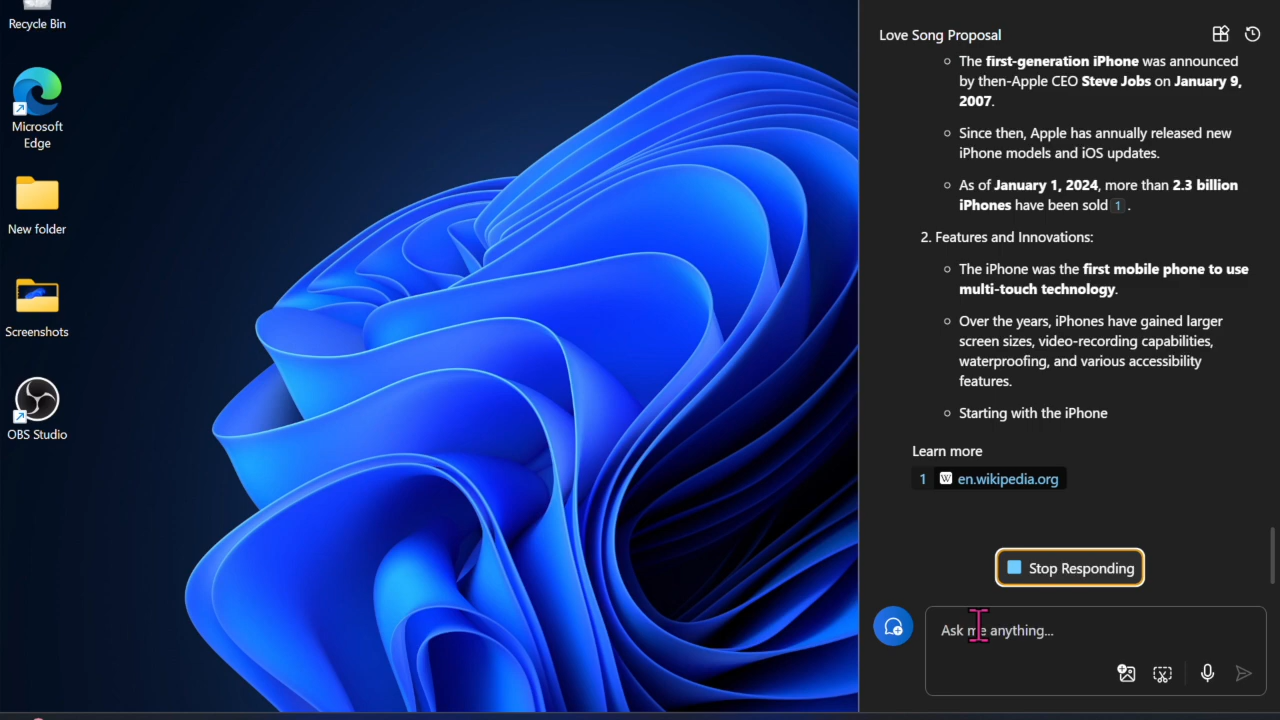 Recycle Bin
Microsoft
Edge
New folder
Screenshots
OBS Studio
Love Song Proposal
The first-generation iPhone was announced
by then-Apple CEO Steve Jobs on January 9,
2007.
Since then, Apple has annually released new
iPhone models and iOS updates.
As of January 1, 2024, more than 2.3 billion
iPhones have been sold 1 .
2. Features and Innovations:
The iPhone was the first mobile phone to use
multi-touch technology.
Over the years, iPhones have gained larger
screen sizes, video-recording capabilities,
waterproofing, and various accessibility
features.
Starting with the iPhone
Learn more
1 W en.wikipedia.org
Stop Responding
Ask me anything...